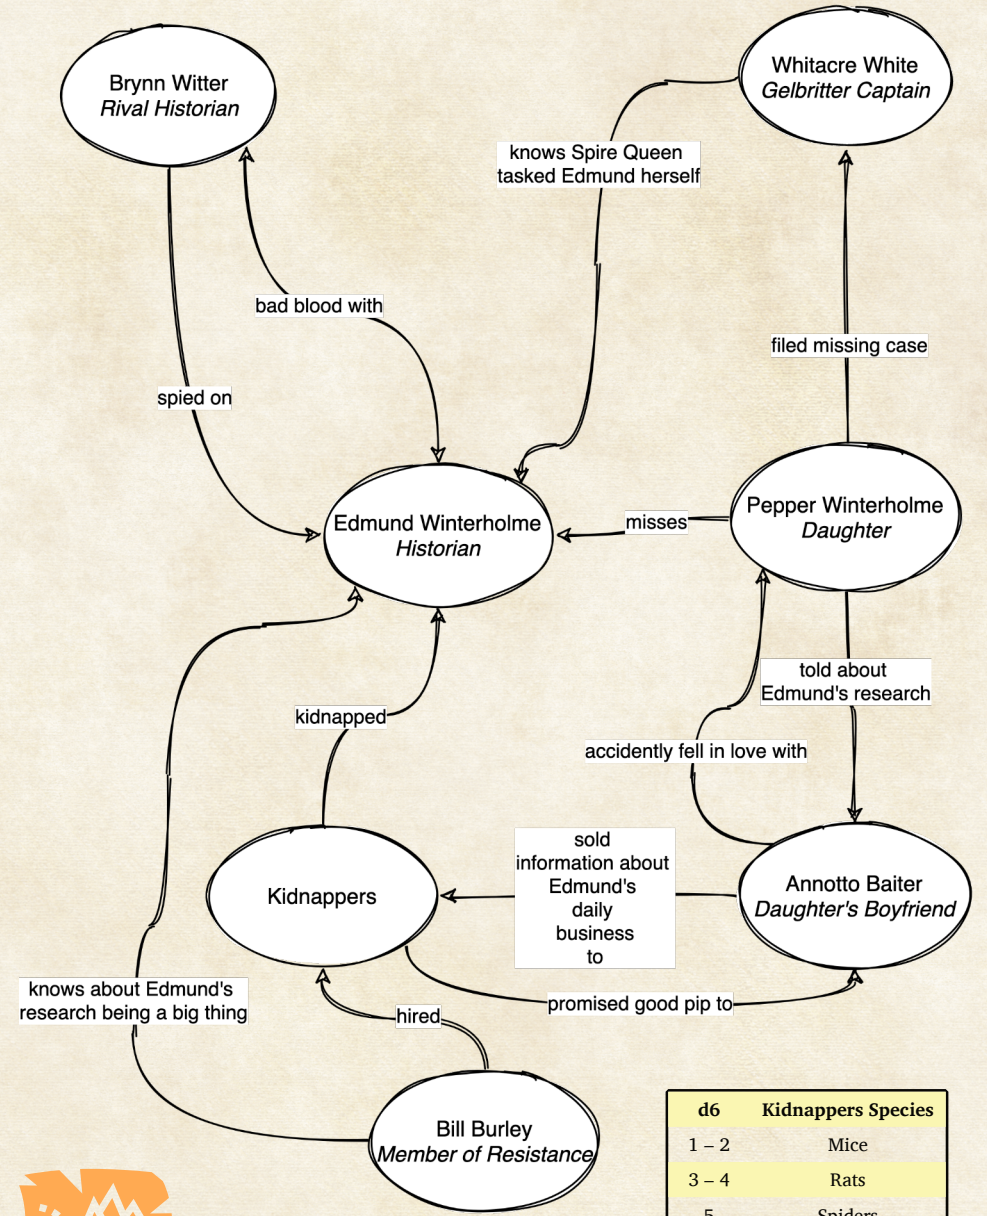 Brynn Witter
Rival Historian
Whitacre White
Gelbritter Captain
knows Spire Queen
tasked Edmund herself
bad blood with
filed missing case
spied on
Edmund Winterholme
Historian
misses
Pepper Winterholme
Daughter
told about
Edmund's research
kidnapped
accidently fell in love with
sold
information about
Edmund's
daily
business
to
Kidnappers
Annotto Baiter
Daughter's Boyfriend
knows about Edmund's
research being a big thing
promised good pip to
hired
Bill Burley
Member of Resistance
d6 Kidnappers Species
1 – 2 Mice
3 – 4 Rats
5 Spiders